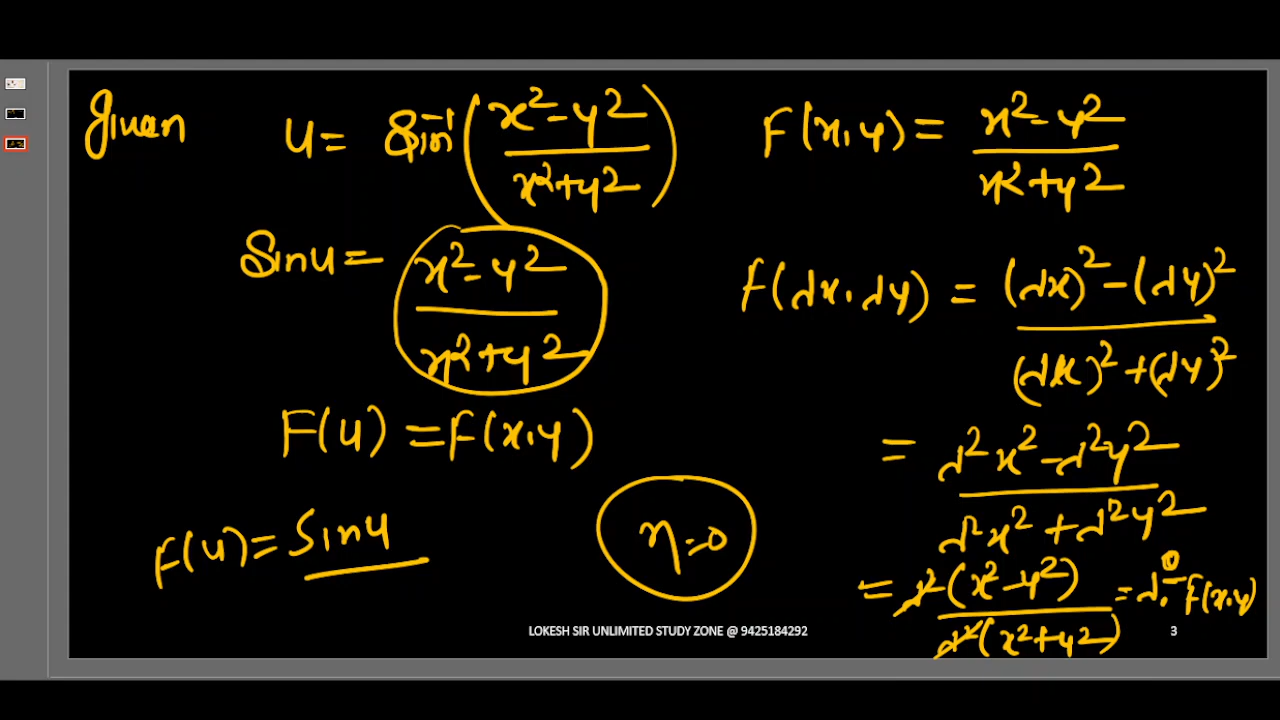 given u = Sin⁻¹((x²-y²)/(x²+y²))
Sinu = (x²-y²)/(x²+y²)
F(u) = F(x,y)
F(u) = Sinu
n=0
F(x,y) = (x²-y²)/(x²+y²)
F(λx, λy) = ((λx)²-(λy)²)/((λx)²+(λy)²)
= (λ²x²-λ²y²)/(λ²x²+λ²y²)
= λ²(x²-y²)/λ²(x²+y²) = λ⁰ F(x,y)
LOKESH SIR UNLIMITED STUDY ZONE @ 9425184292
3